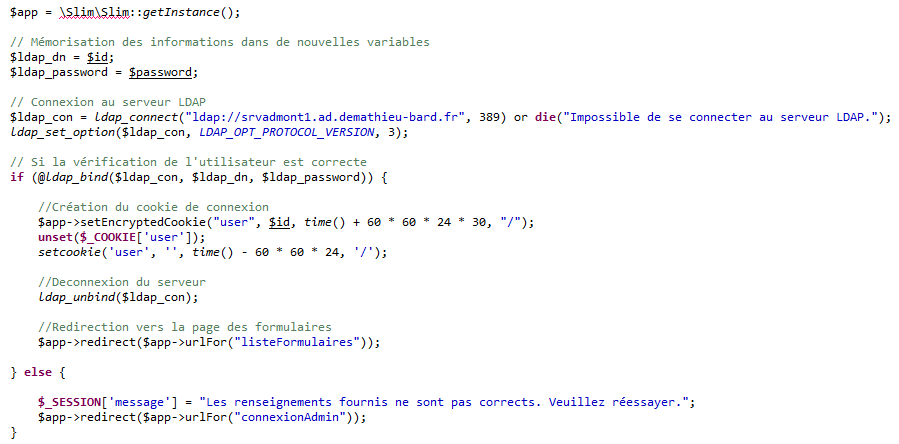 $app = \Slim\Slim::getInstance();
// Mémorisation des informations dans de nouvelles variables
$ldap_dn = $id;
$ldap_password = $password;
// Connexion au serveur LDAP
$ldap_con = ldap_connect("ldap://srvadmont1.ad.demathieu-bard.fr", 389) or die("Impossible de se connecter au serveur LDAP.");
ldap_set_option($ldap_con, LDAP_OPT_PROTOCOL_VERSION, 3);
// Si la vérification de l'utilisateur est correcte
if (@ldap_bind($ldap_con, $ldap_dn, $ldap_password)) {
//Création du cookie de connexion
$app->setEncryptedCookie("user", $id, time() + 60 * 60 * 24 * 30, "/");
unset($_COOKIE['user']);
setcookie('user', '', time() - 60 * 60 * 24, '/');
//Deconnexion du serveur
ldap_unbind($ldap_con);
//Redirection vers la page des formulaires
$app->redirect($app->urlFor("listeFormulaires"));
} else {
$_SESSION['message'] = "Les renseignements fournis ne sont pas corrects. Veuillez réessayer.";
$app->redirect($app->urlFor("connexionAdmin"));
}